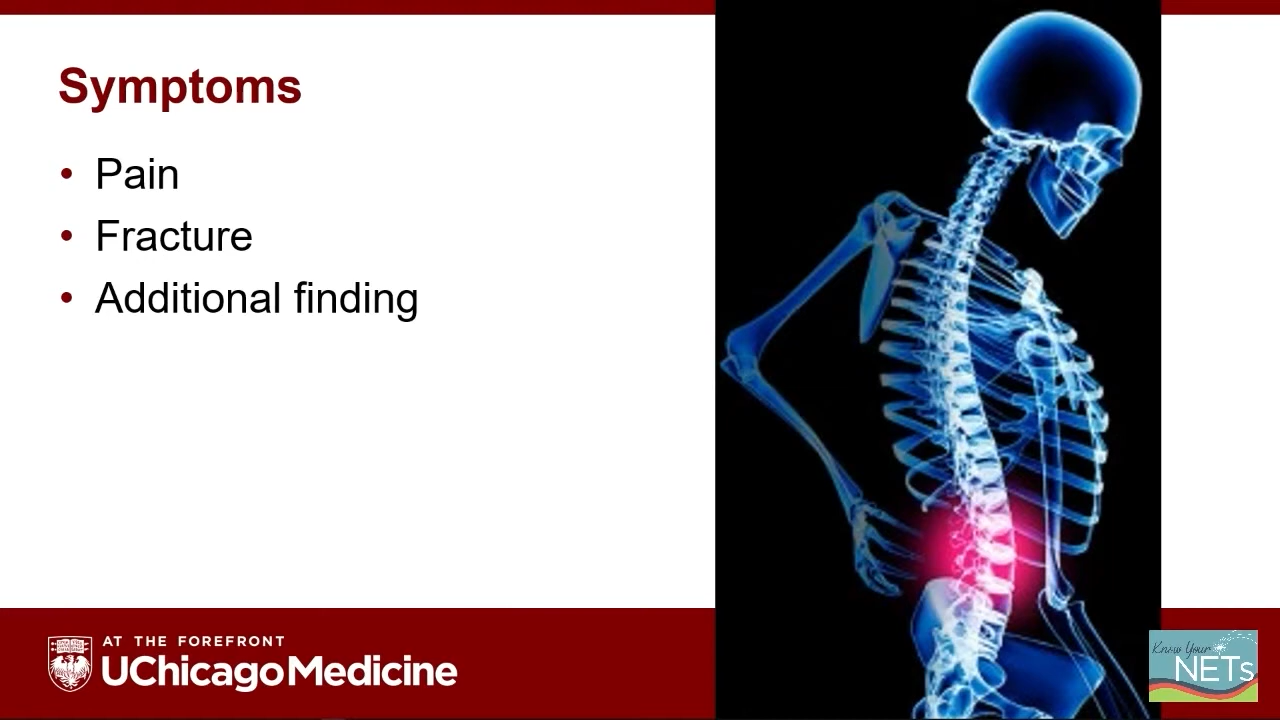 Symptoms
• Pain
• Fracture
• Additional finding
AT THE FOREFRONT
UChicagoMedicine
Know Your
NETs